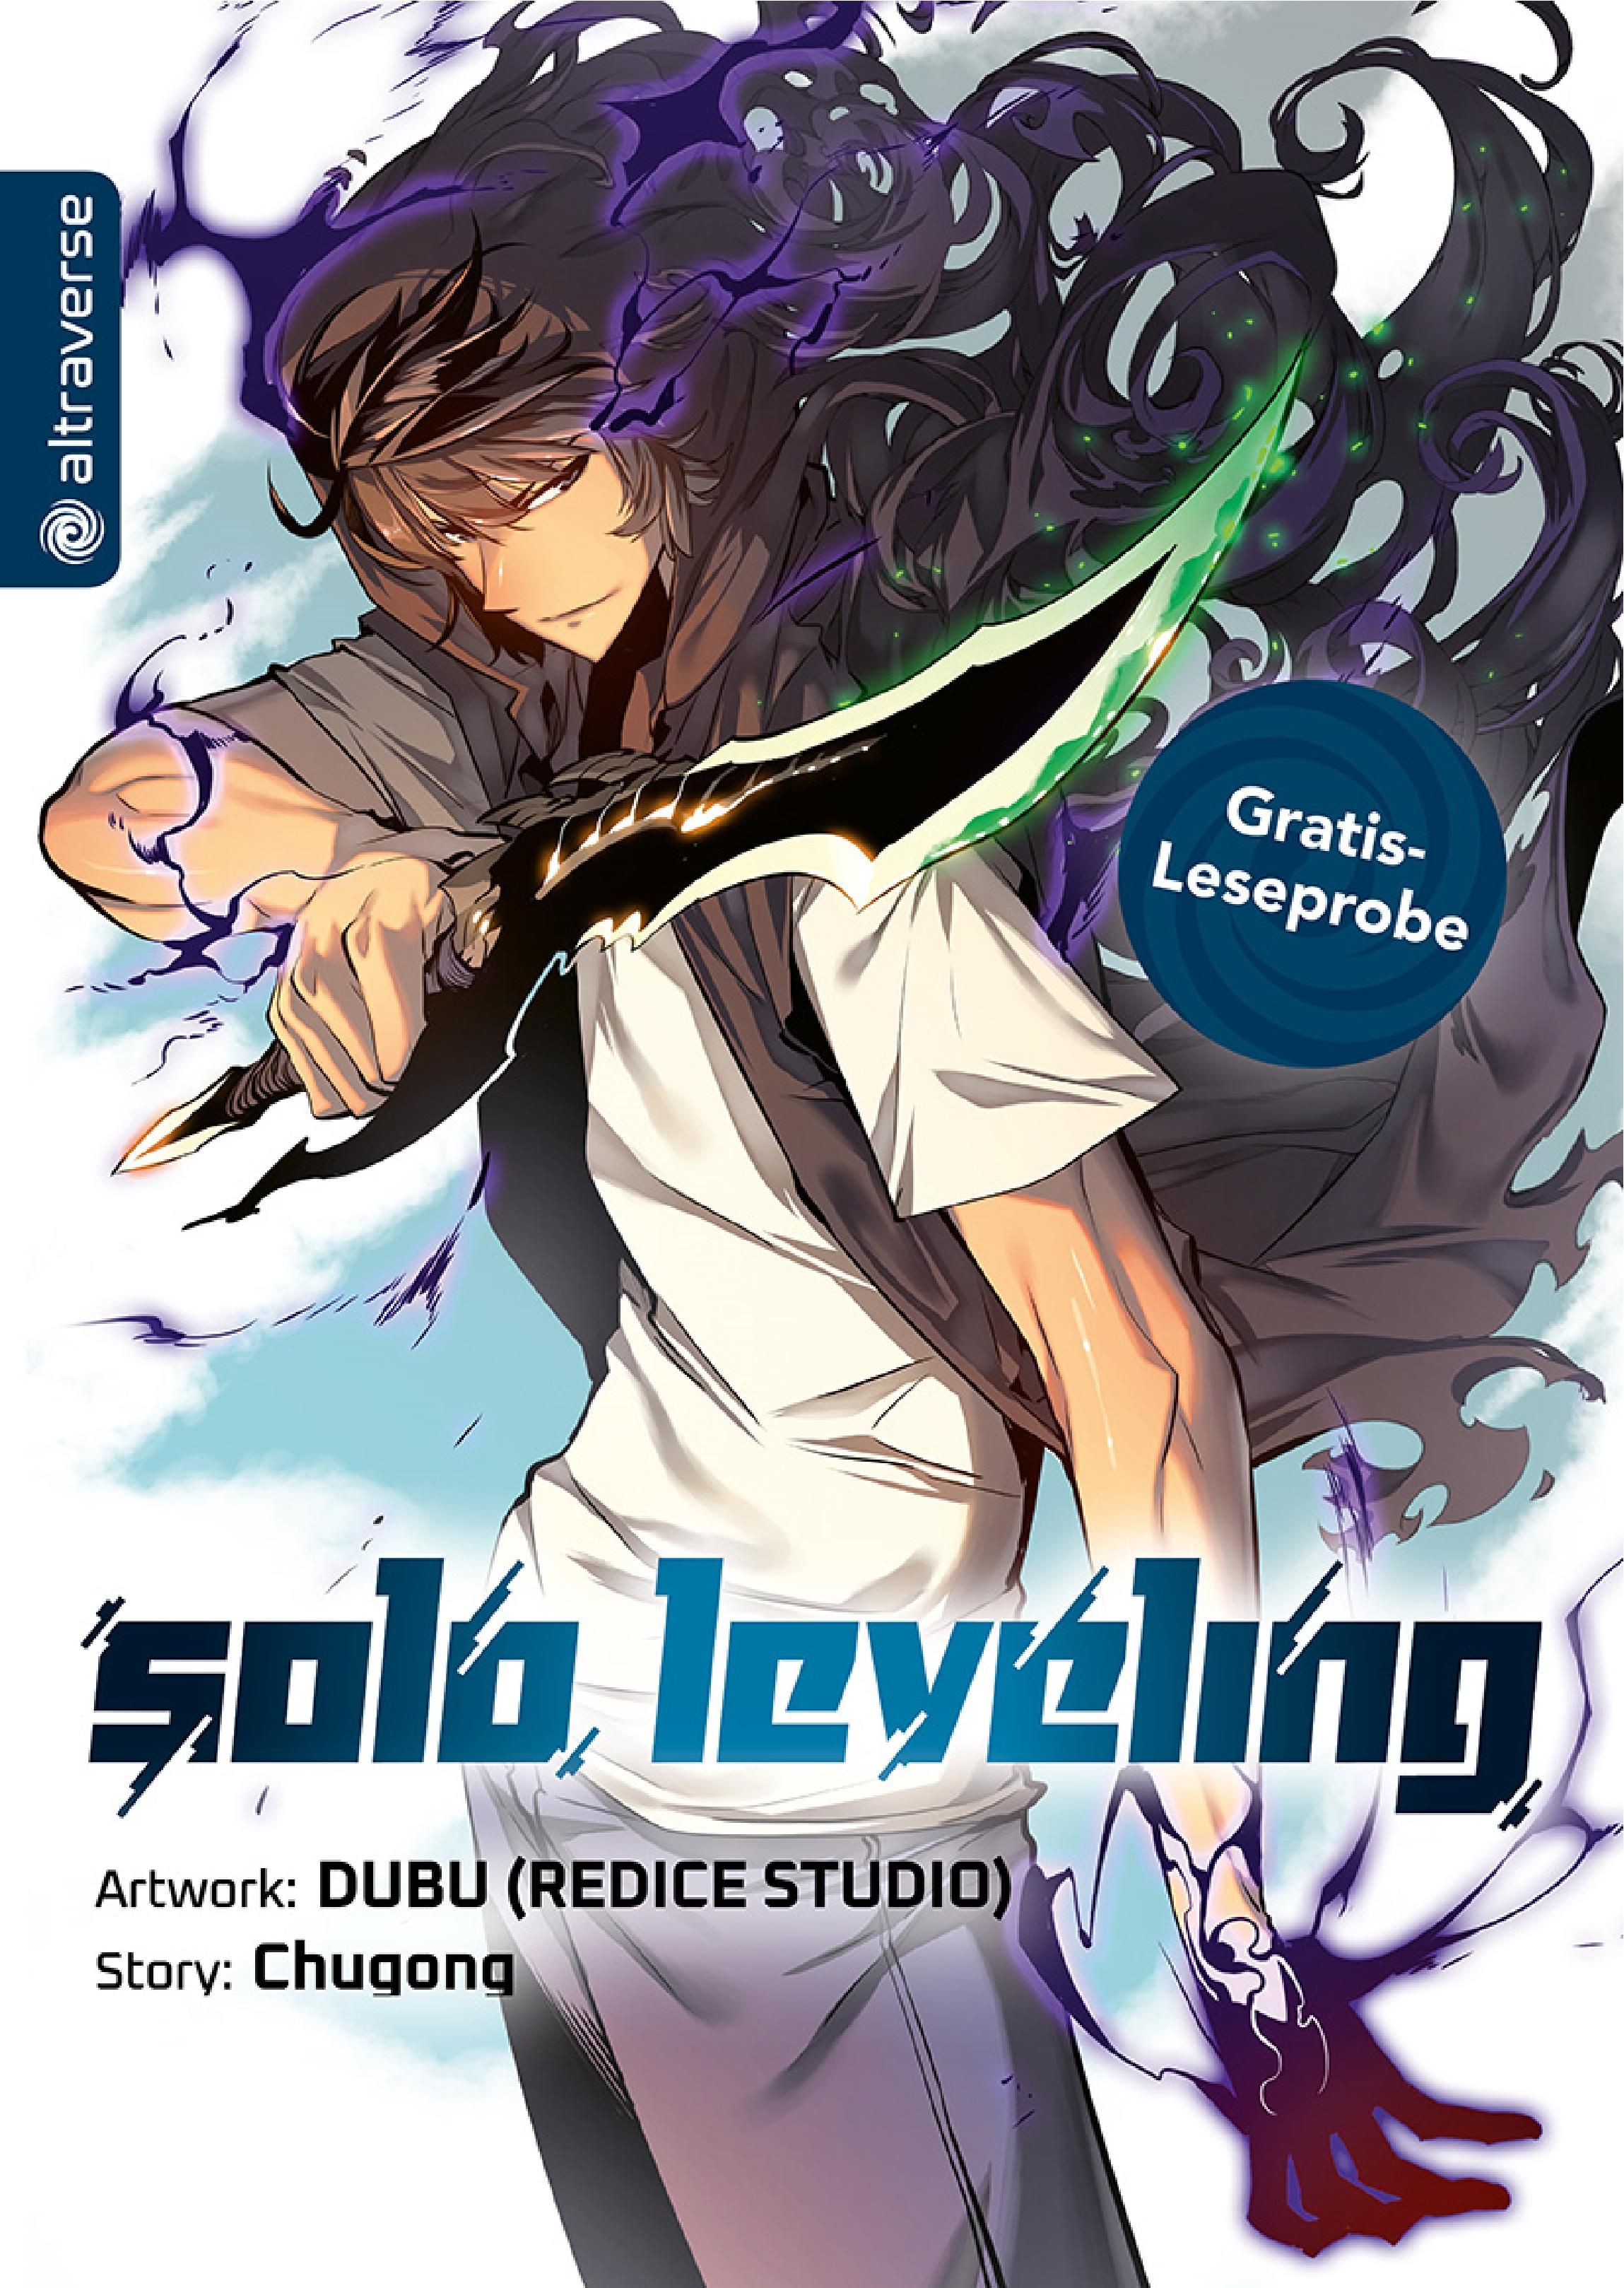 altraverse
Gratis-
Leseprobe
solo leveling
Artwork: DUBU (REDICE STUDIO)
Story: Chugong